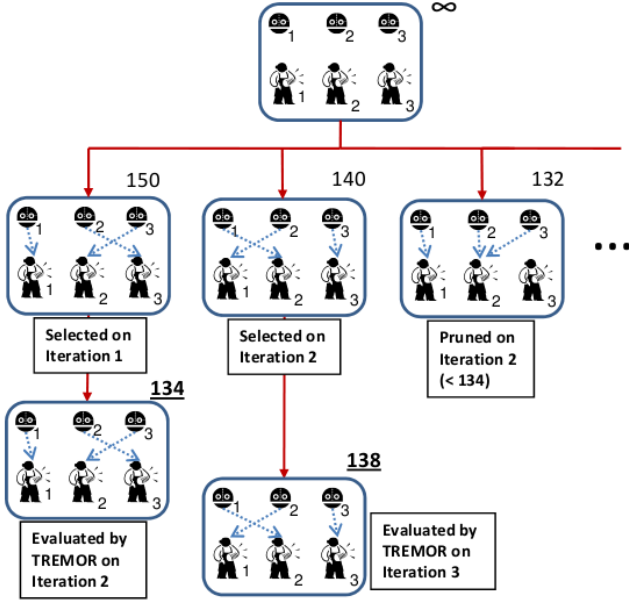 ∞
1 2 3
1 2 3
150 140 132
1 2 3 1 2 3 1 2 3
1 2 3 1 2 3 1 2 3
...
Selected on
Iteration 1
Selected on
Iteration 2
Pruned on
Iteration 2
(< 134)
134
1 2 3
1 2 3
Evaluated by
TREMOR on
Iteration 2
138
1 2 3
1 2 3
Evaluated by
TREMOR on
Iteration 3